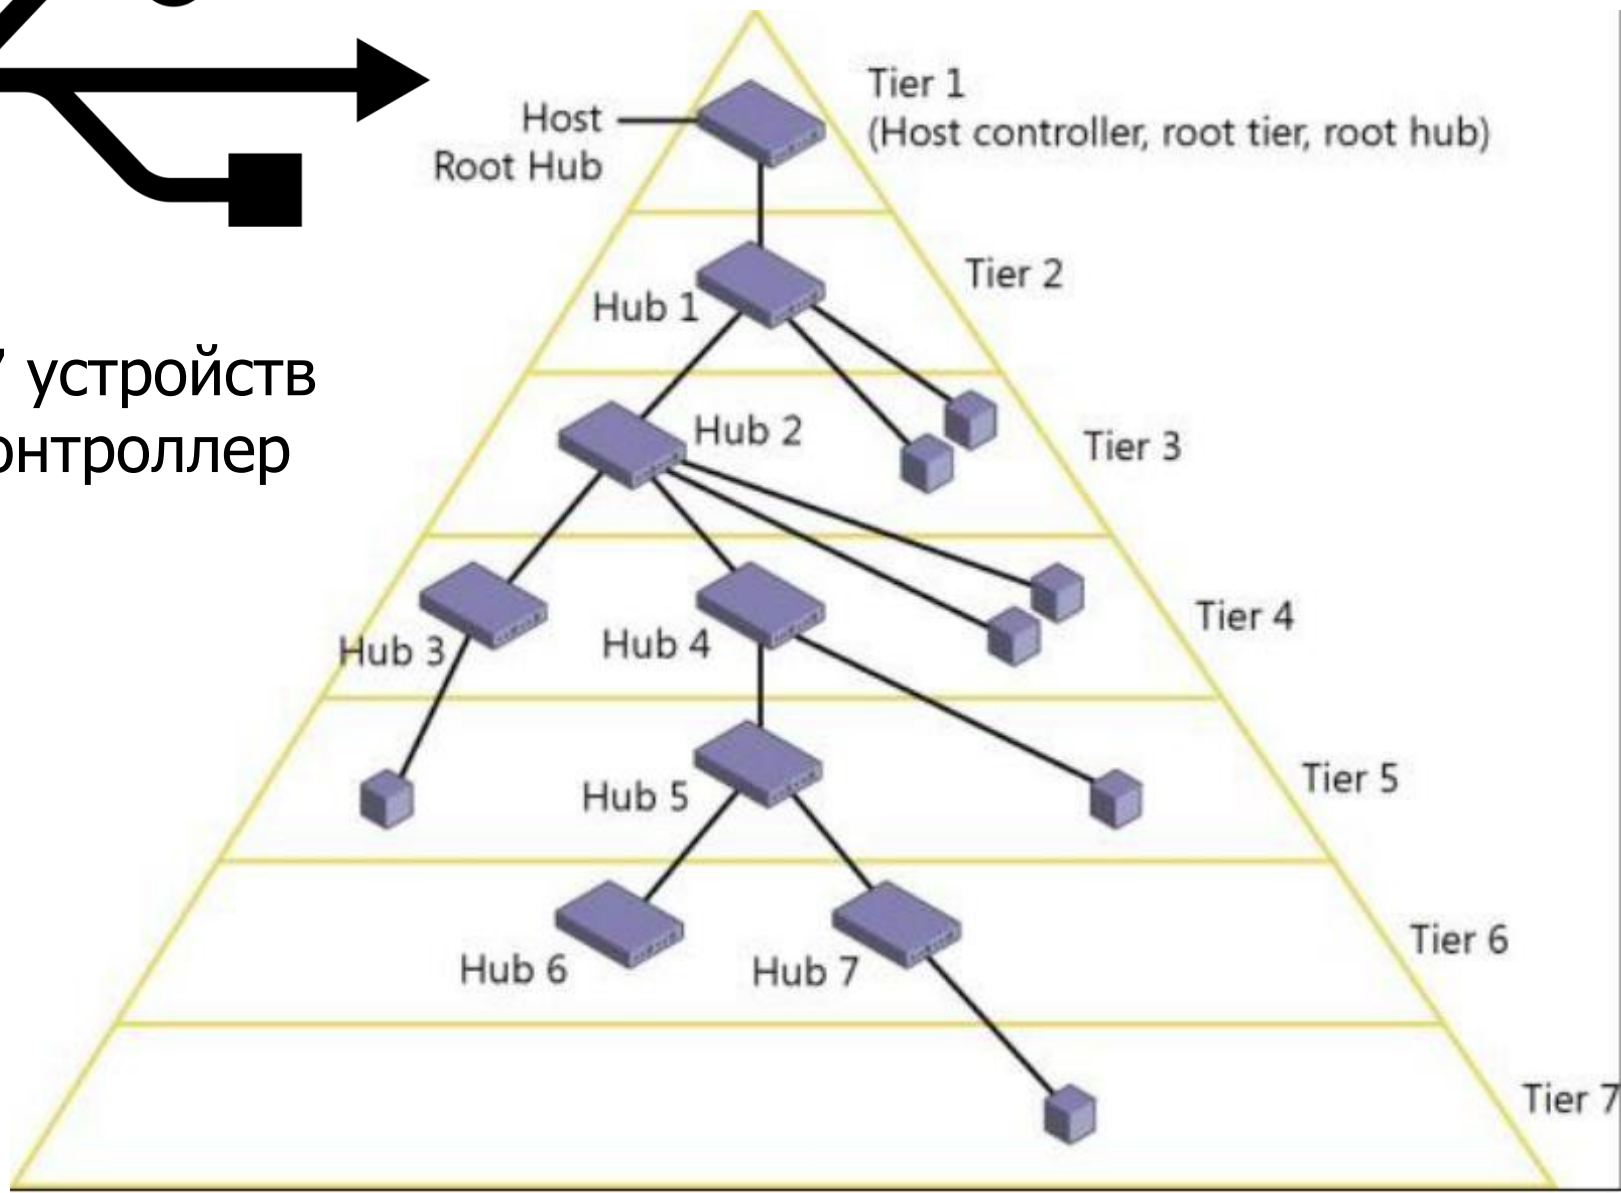 Host
Root Hub
Tier 1
(Host controller, root tier, root hub)
Tier 2
Hub 1
устройств
Hub 2
Tier 3
Hub 3
Hub 4
Tier 4
Hub 5
Tier 5
Hub 6
Hub 7
Tier 6
Tier 7